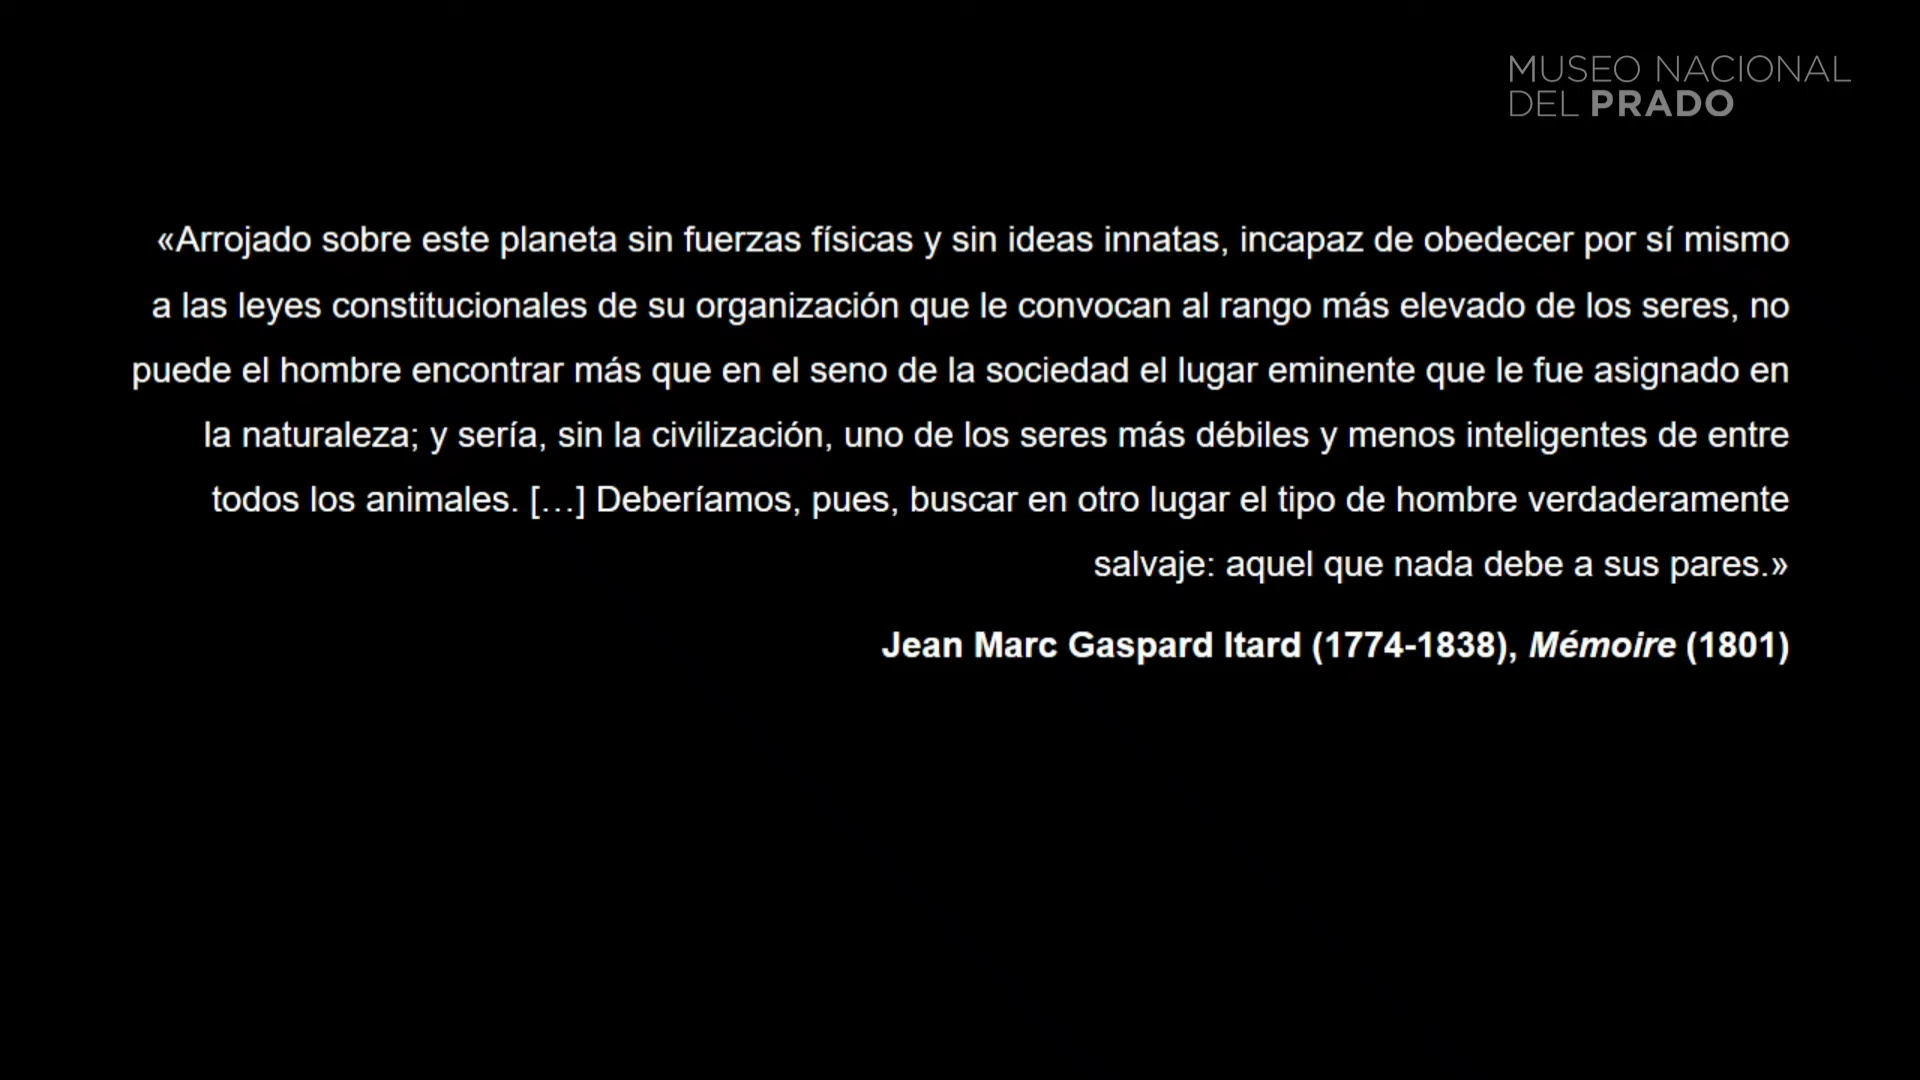 MUSEO NACIONAL
DEL PRADO
«Arrojado sobre este planeta sin fuerzas físicas y sin ideas innatas, incapaz de obedecer por sí mismo
a las leyes constitucionales de su organización que le convocan al rango más elevado de los seres, no
puede el hombre encontrar más que en el seno de la sociedad el lugar eminente que le fue asignado en
la naturaleza; y sería, sin la civilización, uno de los seres más débiles y menos inteligentes de entre
todos los animales. […] Deberíamos, pues, buscar en otro lugar el tipo de hombre verdaderamente
salvaje: aquel que nada debe a sus pares.»
Jean Marc Gaspard Itard (1774-1838), Mémoire (1801)